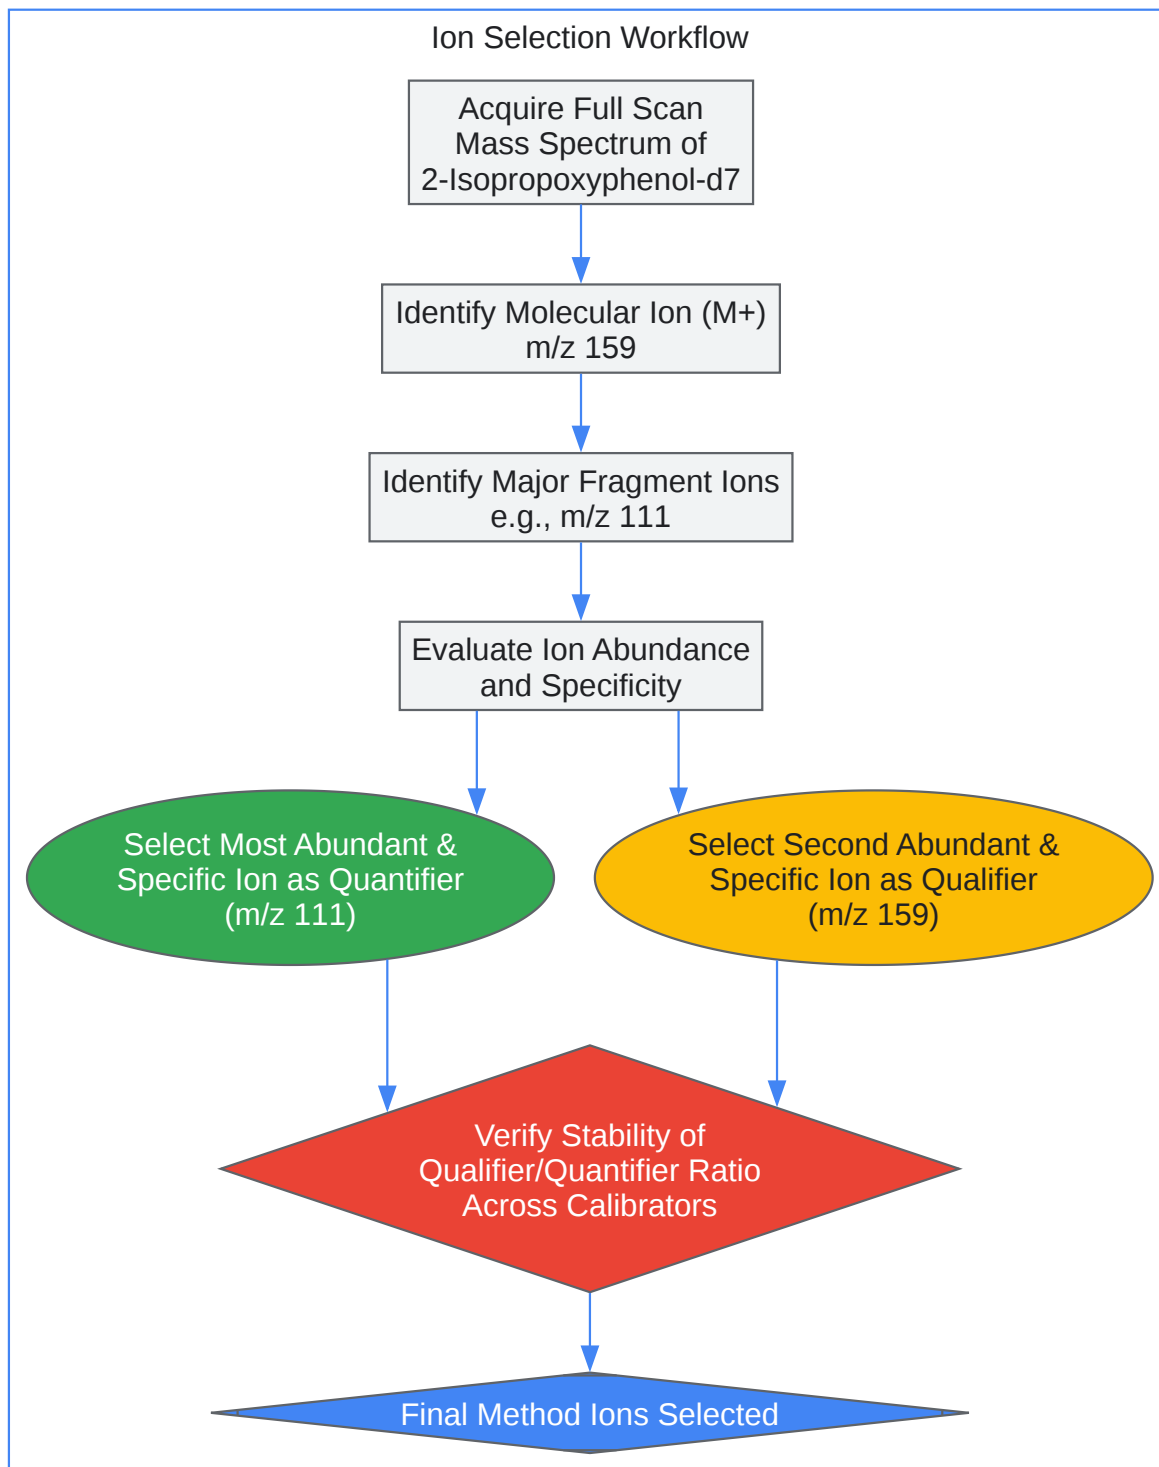 Ion Selection Workflow
Acquire Full Scan
Mass Spectrum of
2-Isopropoxyphenol-d7
Identify Molecular Ion (M+)
m/z 159
Identify Major Fragment Ions
e.g., m/z 111
Evaluate Ion Abundance
and Specificity
Select Most Abundant &
Specific Ion as Quantifier
(m/z 111)
Select Second Abundant &
Specific Ion as Qualifier
(m/z 159)
Verify Stability of
Qualifier/Quantifier Ratio
Across Calibrators
Final Method Ions Selected